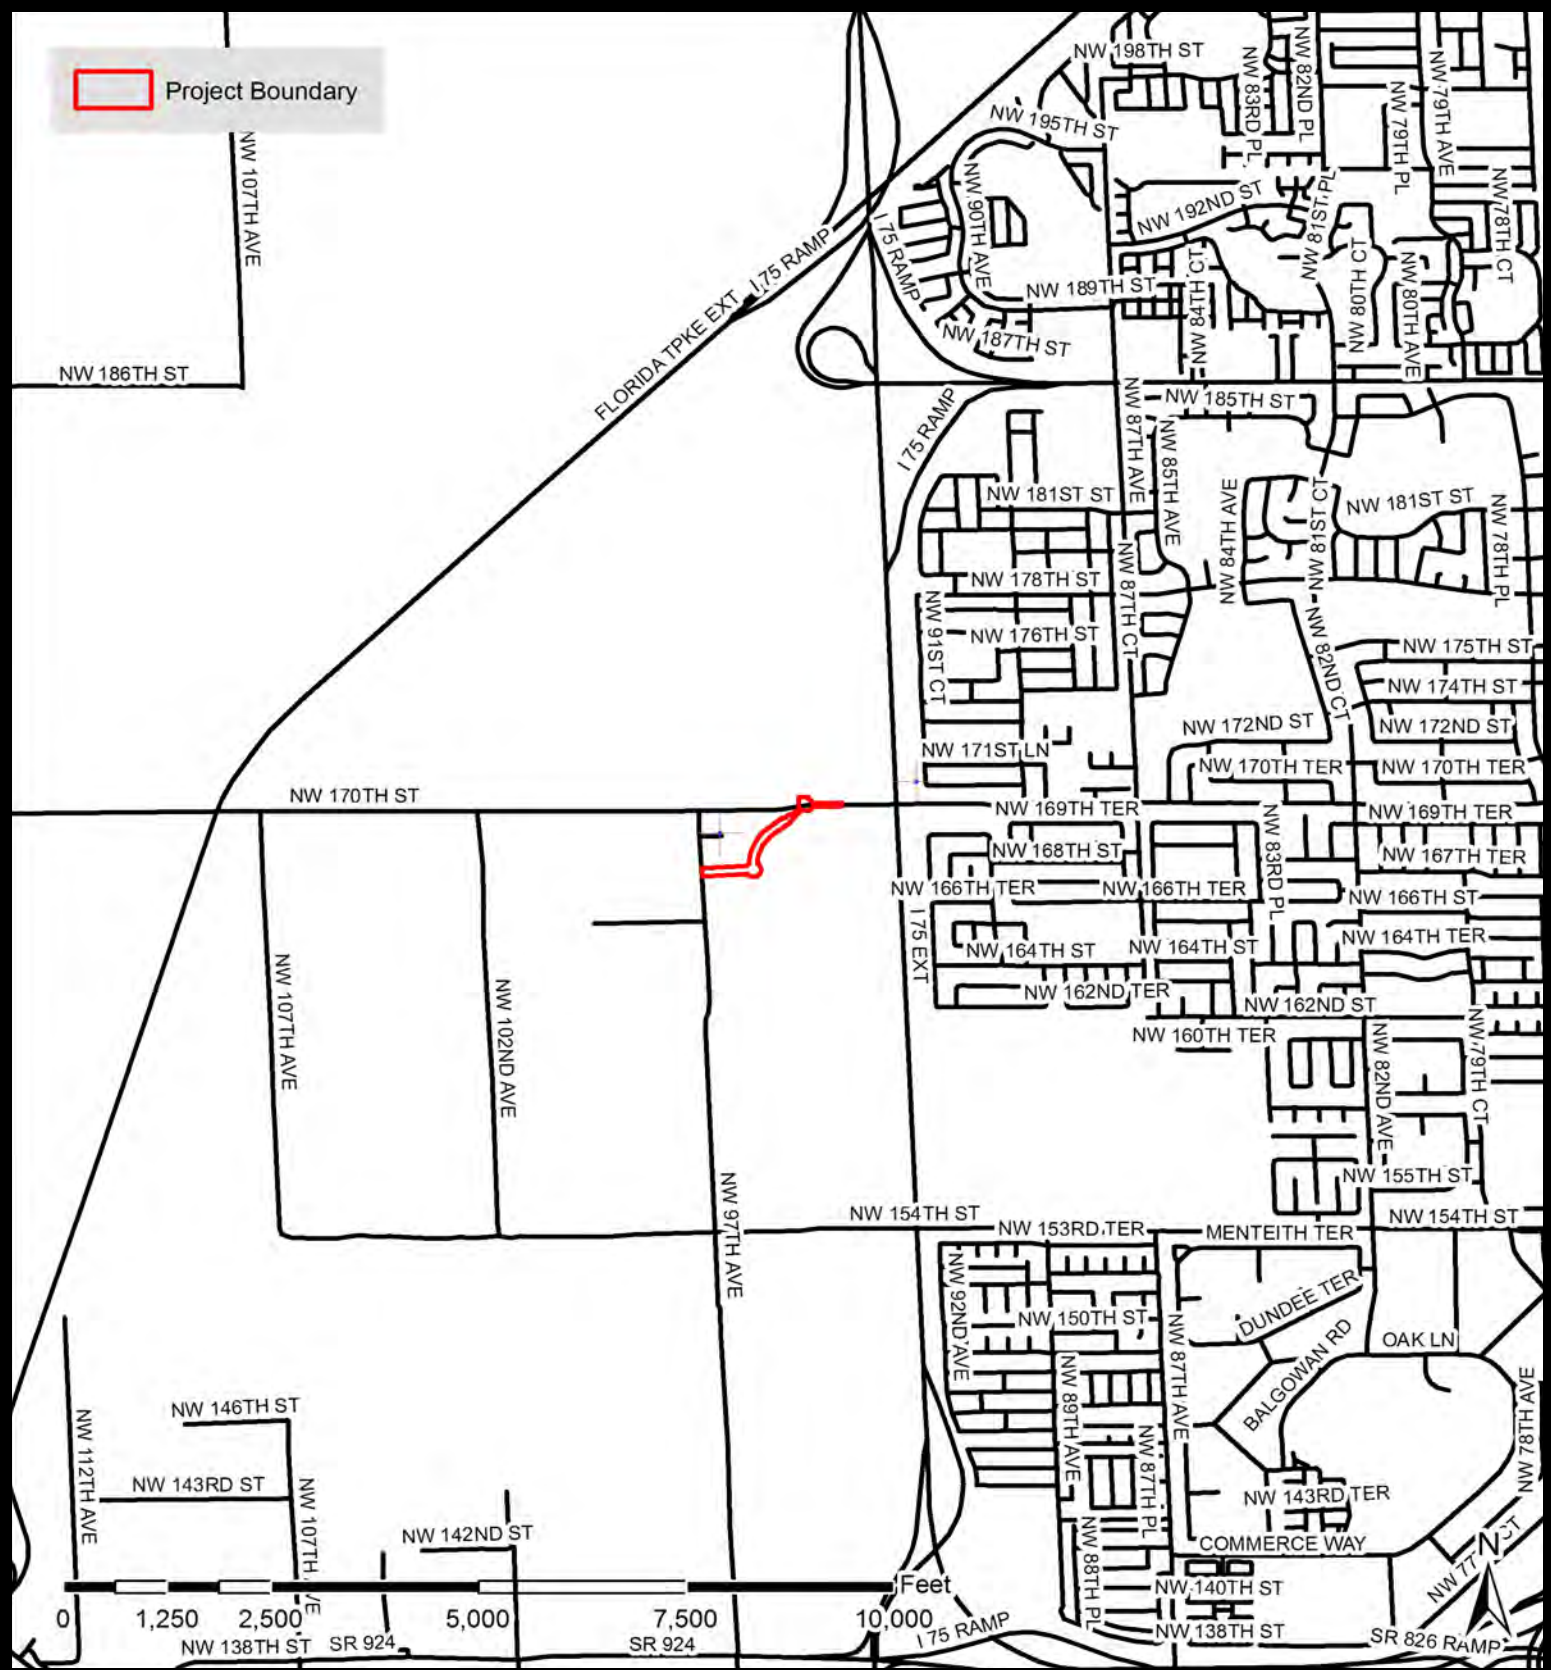 NW 198TH ST
NW 83RD PL
NW 82ND PL
NW 79TH AVE
NW 79TH PL
Project Boundary
NW 195TH ST
NW 107TH AVE
NW 90TH AVE
NW 192ND ST
NW 81ST PL
NW 78TH CT
I 75 RAMP
I 75 RAMP
NW 189TH ST
NW 84TH CT
NW 80TH CT
NW 80TH AVE
FLORIDA TPKE EXT
NW 187TH ST
NW 186TH ST
NW 185TH ST
I 75 RAMP
NW 87TH AVE
NW 85TH AVE
NW 181ST ST
NW 84TH AVE
NW 81ST CT
NW 181ST ST
NW 78TH PL
NW 178TH ST
NW 87TH CT
NW 91ST CT
NW 176TH ST
NW 82ND CT
NW 175TH ST
NW 174TH ST
NW 172ND ST
NW 172ND ST
NW 171ST LN
NW 170TH TER
NW 170TH TER
NW 170TH ST
NW 169TH TER
NW 169TH TER
NW 83RD PL
NW 168TH ST
NW 167TH TER
NW 166TH TER
NW 166TH TER
NW 166TH ST
I 75 EXT
NW 164TH ST
NW 164TH ST
NW 164TH TER
NW 107TH AVE
NW 102ND AVE
NW 162ND TER
NW 162ND ST
NW 160TH TER
NW 82ND AVE
NW 79TH CT
NW 155TH ST
NW 97TH AVE
NW 154TH ST
NW 153RD TER
MENTEITH TER
NW 154TH ST
NW 92ND AVE
DUNDEE TER
NW 150TH ST
NW 87TH AVE
BALGOWAN RD
OAK LN
NW 89TH AVE
NW 78TH AVE
NW 146TH ST
NW 112TH AVE
NW 87TH PL
NW 143RD ST
NW 107TH AVE
NW 143RD TER
NW 142ND ST
COMMERCE WAY
NW 88TH PL
N
Feet
NW 140TH ST
0 1,250 2,500 5,000 7,500 10,000
I 75 RAMP
NW 138TH ST
SR 826 RAMP
NW 138TH ST
SR 924
SR 924